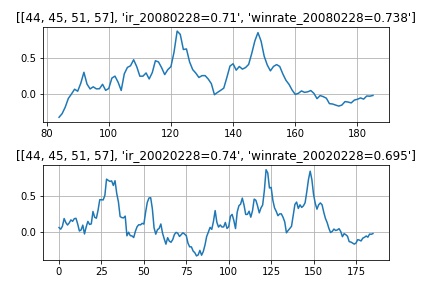 [[44, 45, 51, 57], 'ir_20080228=0.71', 'winrate_20080228=0.738']
0.5
0.0
80 100 120 140 160 180
[[44, 45, 51, 57], 'ir_20020228=0.74', 'winrate_20020228=0.695']
0.5
0.0
0 25 50 75 100 125 150 175